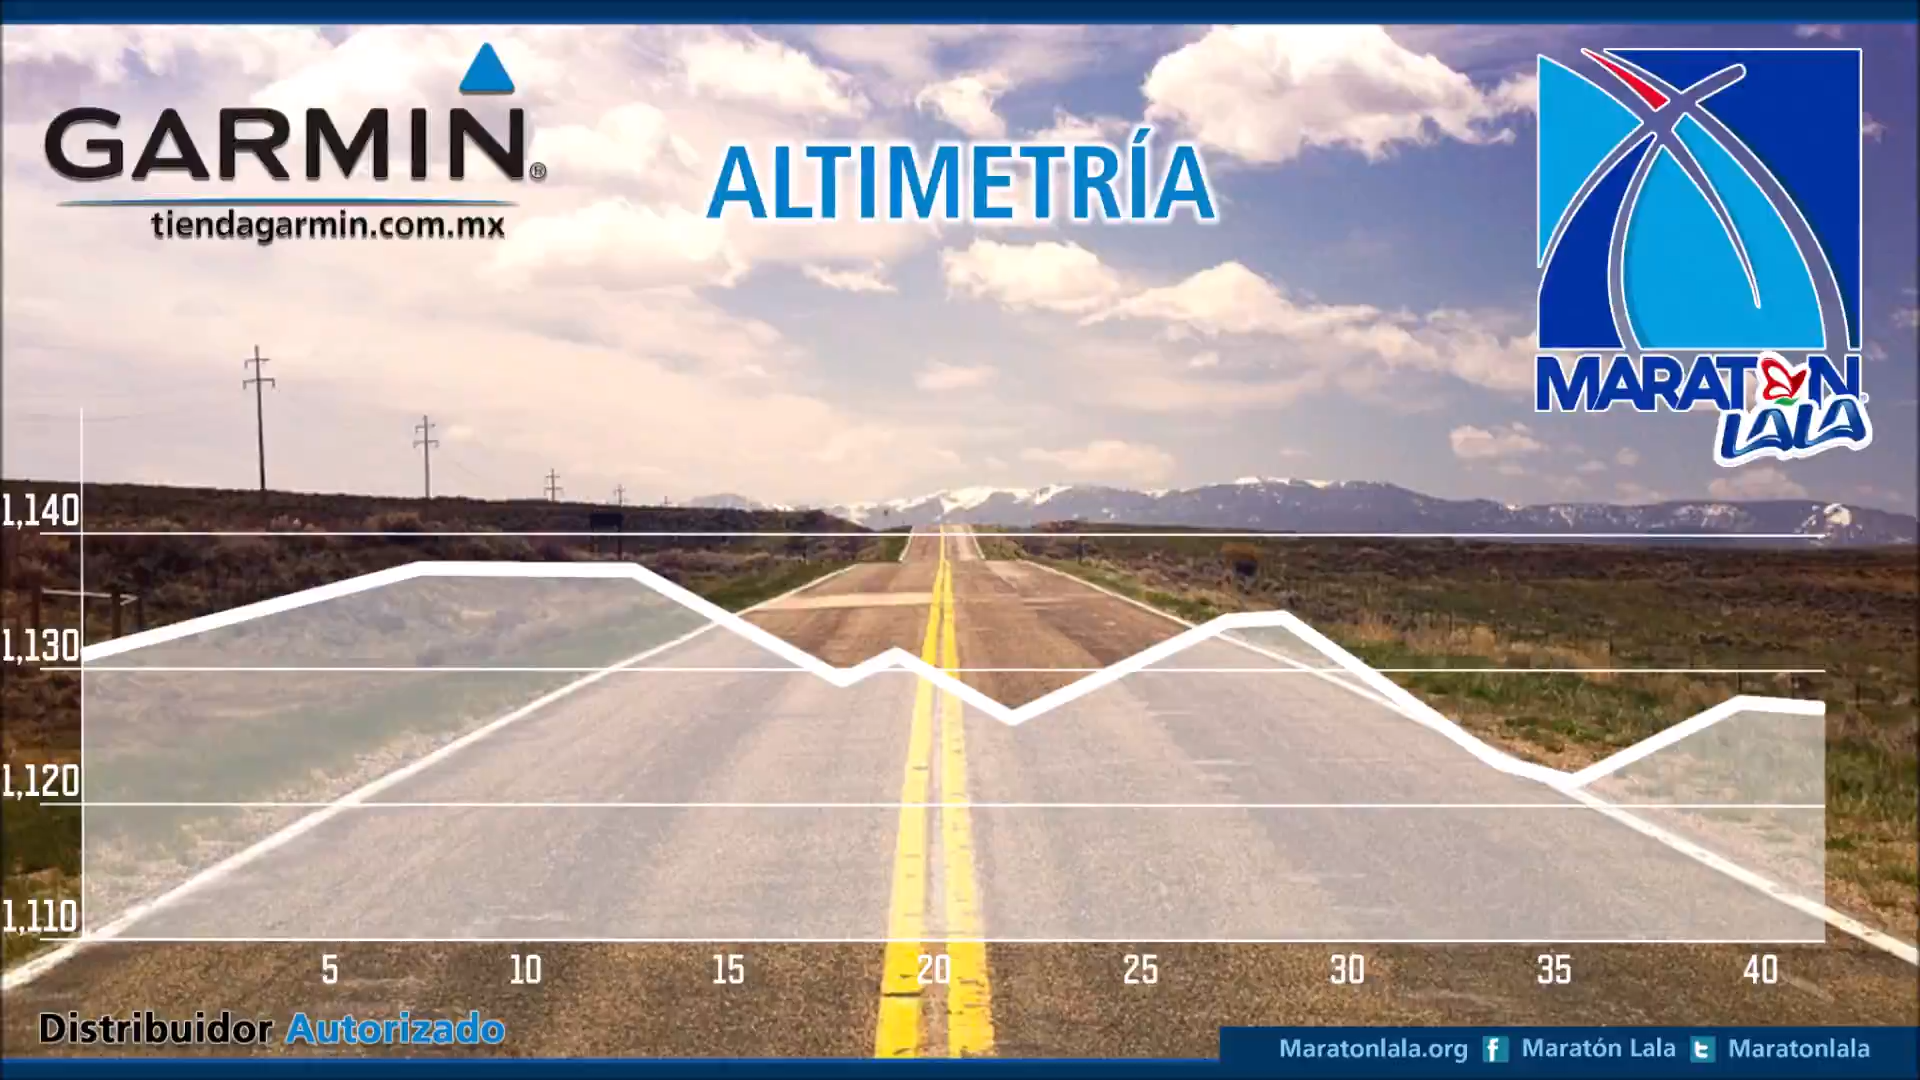 GARMIN®
tiendagarmin.com.mx
ALTIMETRÍA
MARATÓN
LALA
1,140
1,130
1,120
1,110
5 10 15 20 25 30 35 40
Distribuidor Autorizado
Maratonlala.org f Maratón Lala t Maratonlala